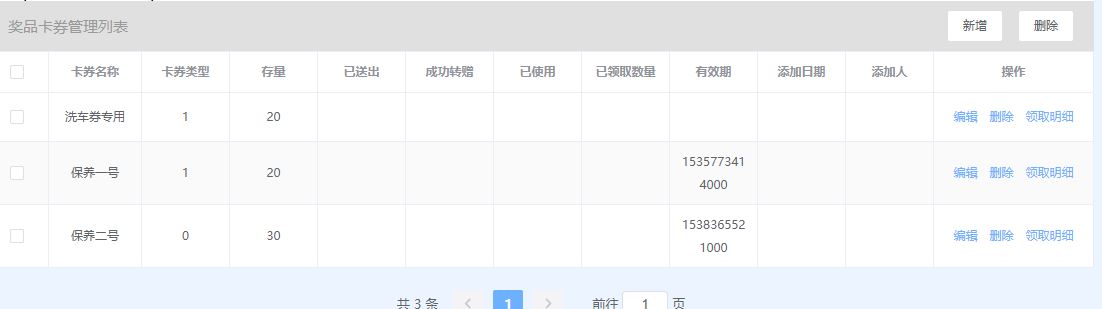 奖品卡券管理列表 新增 删除
卡券名称 卡券类型 存量 已送出 成功转赠 已使用 已领取数量 有效期 添加日期 添加人 操作
洗车券专用 1 20 编辑 删除 领取明细
保养一号 1 20 153577341 编辑 删除 领取明细
4000
保养二号 0 30 153836552 编辑 删除 领取明细
1000
共 3 条 1 前往 1 页